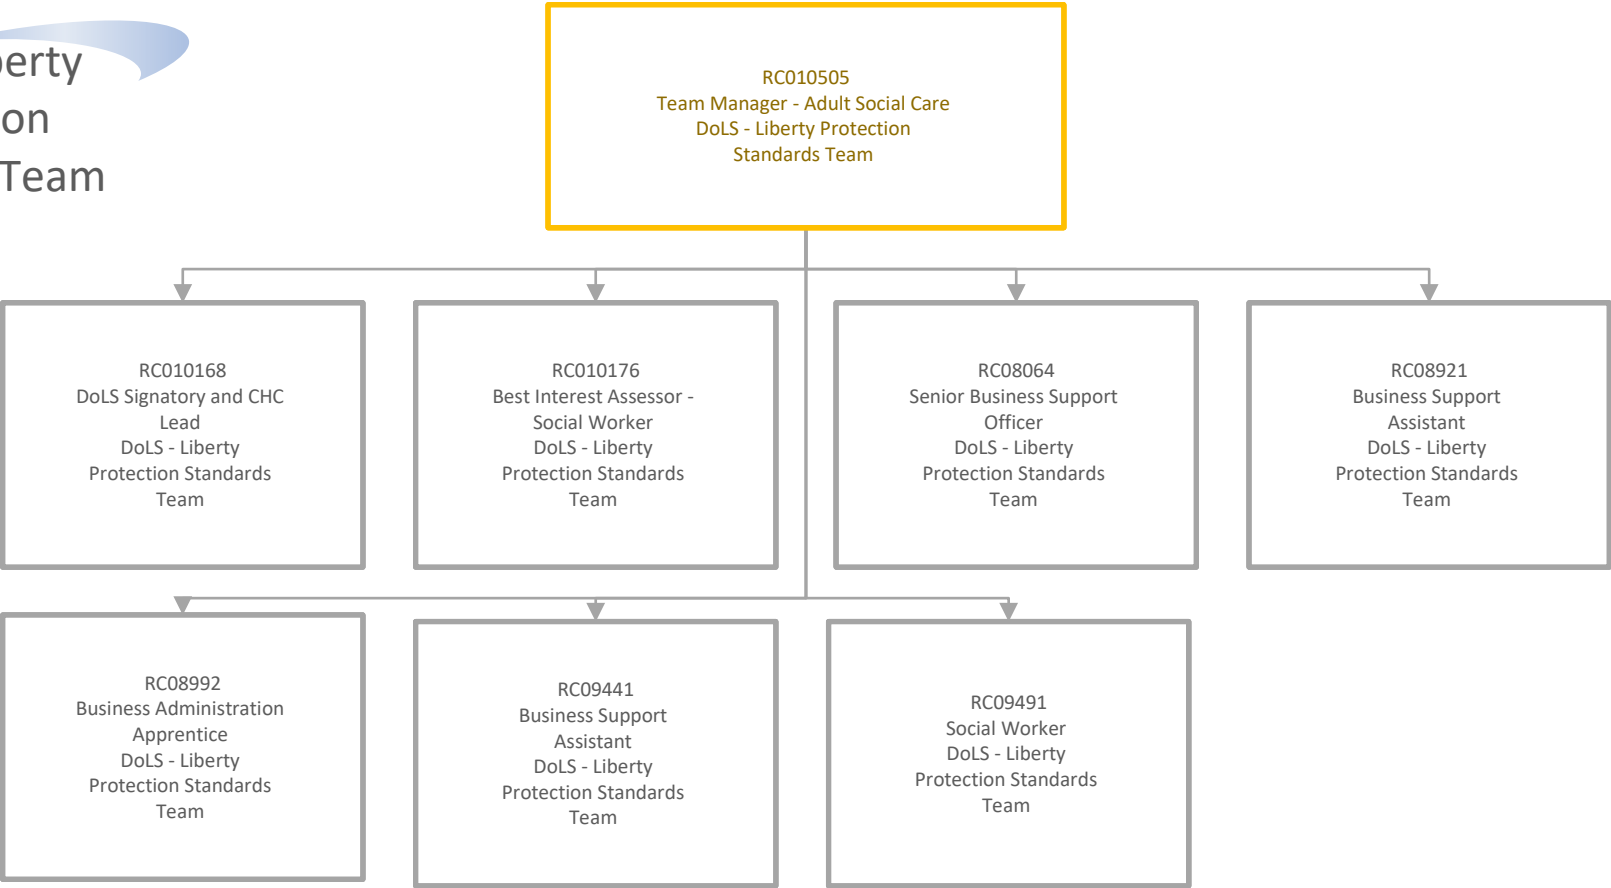 perty
on
Team
RC010505
Team Manager - Adult Social Care
DoLS - Liberty Protection
Standards Team
RC010168
DoLS Signatory and CHC
Lead
DoLS - Liberty
Protection Standards
Team
RC010176
Best Interest Assessor -
Social Worker
DoLS - Liberty
Protection Standards
Team
RC08064
Senior Business Support
Officer
DoLS - Liberty
Protection Standards
Team
RC08921
Business Support
Assistant
DoLS - Liberty
Protection Standards
Team
RC08992
Business Administration
Apprentice
DoLS - Liberty
Protection Standards
Team
RC09441
Business Support
Assistant
DoLS - Liberty
Protection Standards
Team
RC09491
Social Worker
DoLS - Liberty
Protection Standards
Team